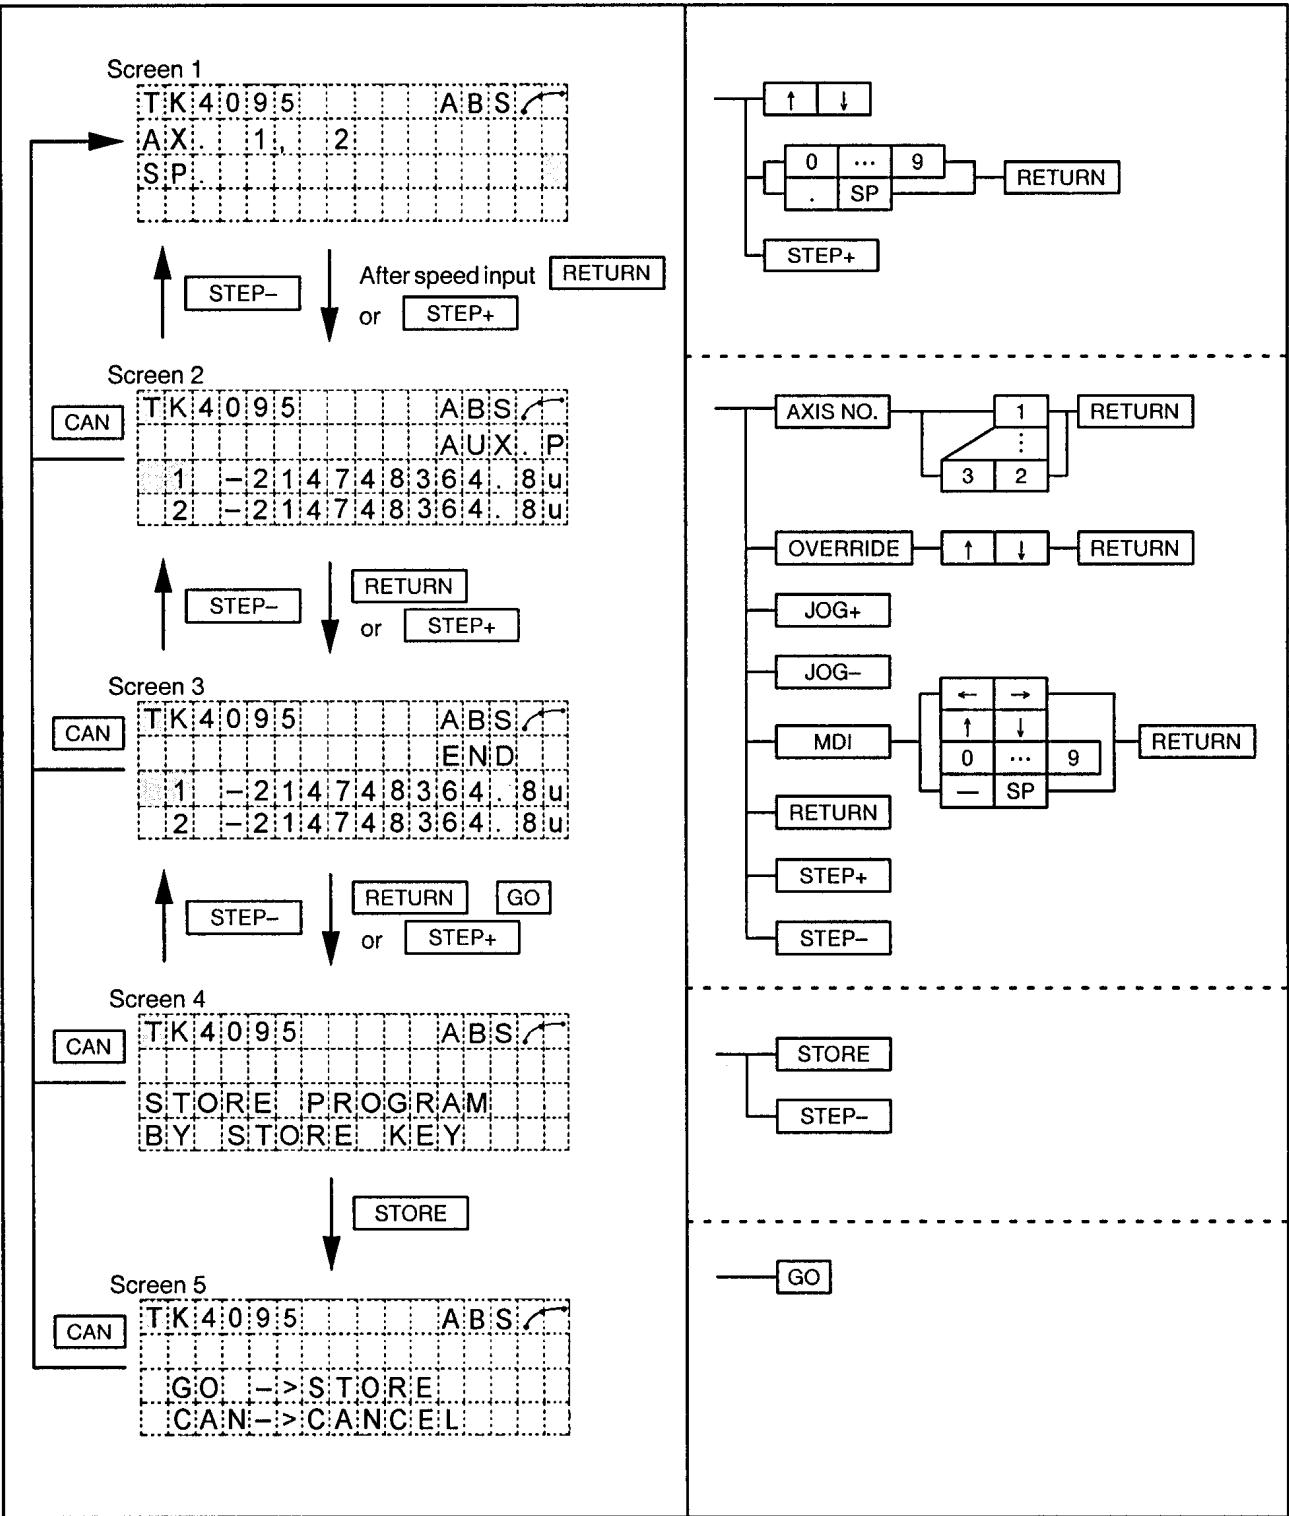 Screen 1
TK4095 ABS
AX. 1, 2
SP.
STEP–
After speed input RETURN
or STEP+
Screen 2
CAN
TK4095 ABS
AUX. P
1 –214748364.8u
2 –214748364.8u
STEP–
RETURN
or STEP+
Screen 3
CAN
TK4095 ABS
END
1 –214748364.8u
2 –214748364.8u
STEP–
RETURN GO
or STEP+
Screen 4
CAN
TK4095 ABS
STORE PROGRAM
BY STORE KEY
STORE
Screen 5
CAN
TK4095 ABS
GO –>STORE
CAN–>CANCEL
↑ ↓
0 ... 9
. SP
RETURN
STEP+
AXIS NO. 1 RETURN
⋮
3 2
OVERRIDE ↑ ↓ RETURN
JOG+
JOG–
← →
↑ ↓
MDI
0 ... 9
— SP
RETURN
RETURN
STEP+
STEP–
STORE
STEP–
GO